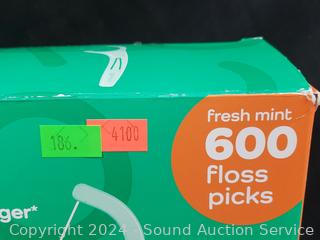 fresh mint
600
floss
picks
186.
4100
ger*
Copyright 2024 - Sound Auction Service